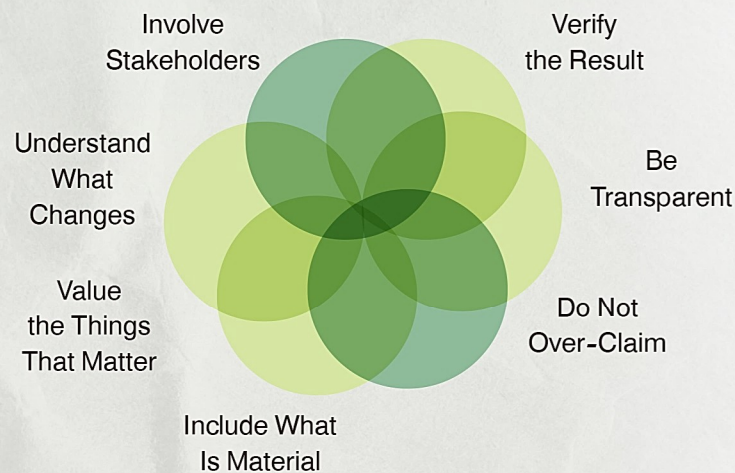 Involve
Stakeholders
Verify
the Result
Understand
What
Changes
Be
Transparent
Value
the Things
That Matter
Do Not
Over-Claim
Include What
Is Material